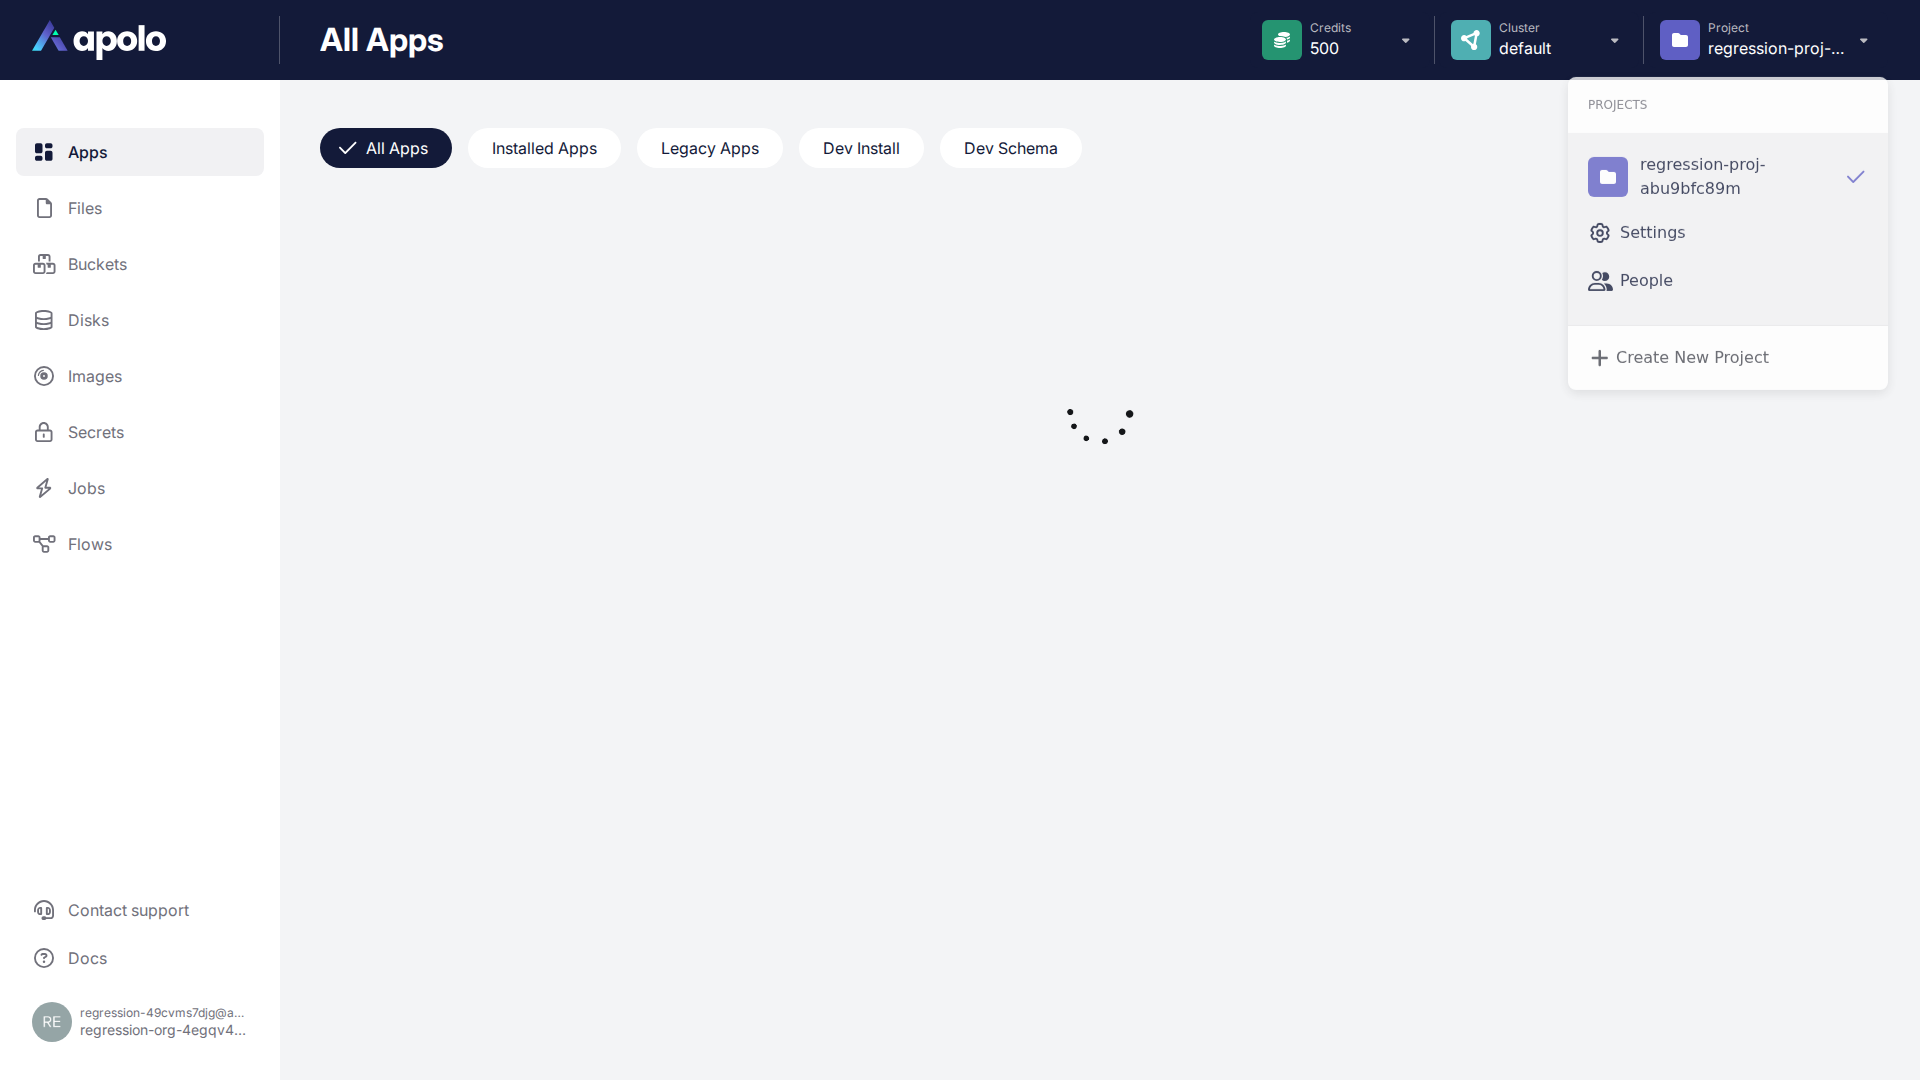 apolo
All Apps
Credits
500
Cluster
default
Project
regression-proj-...
Apps
Files
Buckets
Disks
Images
Secrets
Jobs
Flows
All Apps
Installed Apps
Legacy Apps
Dev Install
Dev Schema
PROJECTS
regression-proj-
abu9bfc89m
Settings
People
Create New Project
Contact support
Docs
RE
regression-49cvms7djg@a...
regression-org-4egqv4...